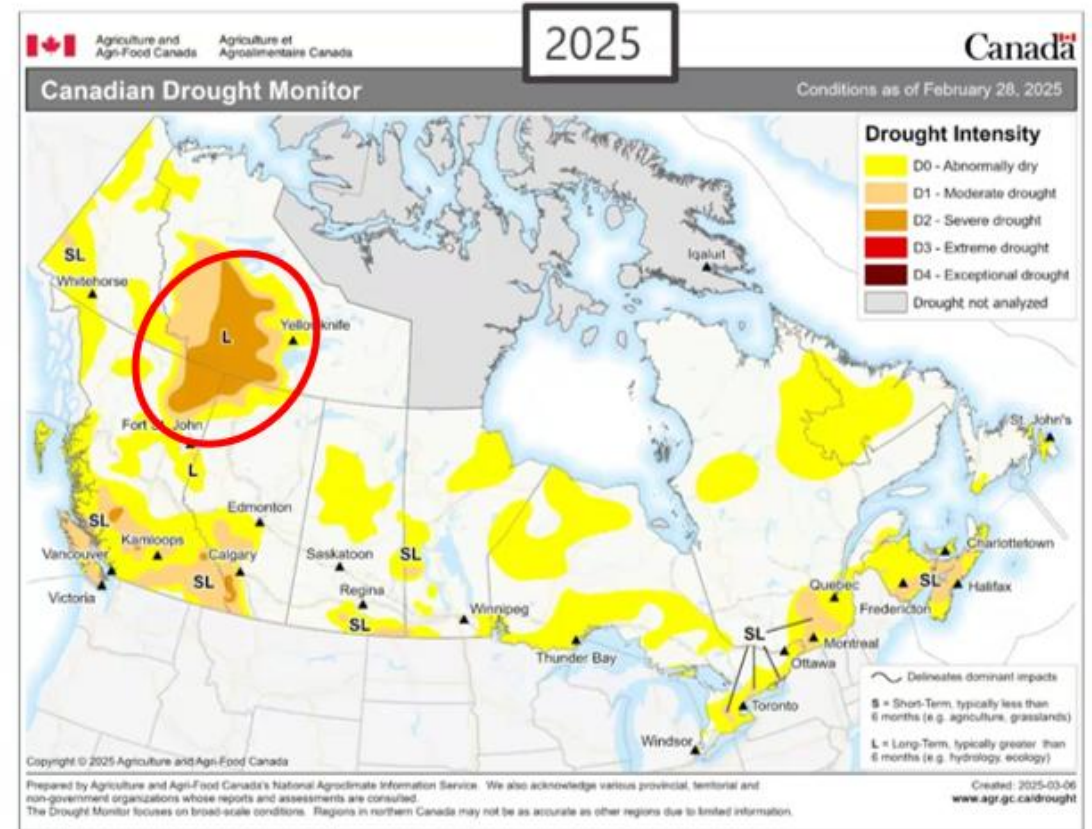 2025
Agriculture and
Agri-Food Canada
Agriculture et
Agroalimentaire Canada
Canada
Canadian Drought Monitor
Conditions as of February 28, 2025
Drought Intensity
D0 - Abnormally dry
D1 - Moderate drought
D2 - Severe drought
D3 - Extreme drought
D4 - Exceptional drought
Drought not analyzed
Iqaluit
SL
Whitehorse
L
Yellowknife
Fort St. John
L
St. John's
Edmonton
SL
Kamloops
Vancouver
Calgary
Saskatoon
SL
Charlottetown
SL
Victoria
Regina
Quebec
SL
Halifax
Fredericton
Winnipeg
SL
SL
Montreal
Thunder Bay
Ottawa
Toronto
Windsor
Delineates dominant impacts
S = Short-Term, typically less than
6 months (e.g. agriculture, grasslands)
L = Long-Term, typically greater than
6 months (e.g. hydrology, ecology)
Copyright © 2025 Agriculture and Agri-Food Canada
Prepared by Agriculture and Agri-Food Canada's National Agroclimate Information Service. We also acknowledge various provincial, territorial and
non-government organizations whose reports and assessments are consulted.
The Drought Monitor focuses on broad-scale conditions. Regions in northern Canada may not be as accurate as other regions due to limited information.
Created: 2025-03-06
www.agr.gc.ca/drought